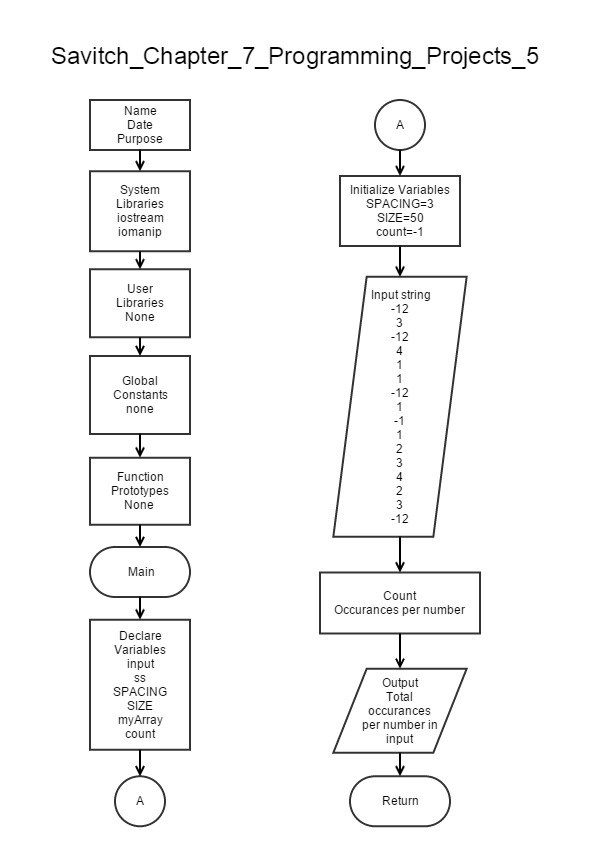 Savitch_Chapter_7_Programming_Projects_5
Name
Date
Purpose
System
Libraries
iostream
iomanip
User
Libraries
None
Global
Constants
none
Function
Prototypes
None
Main
Declare
Variables
input
ss
SPACING
SIZE
myArray
count
A
A
Initialize Variables
SPACING=3
SIZE=50
count=-1
Input string
-12
3
-12
4
1
1
-12
1
-1
1
2
3
4
2
3
-12
Count
Occurances per number
Output
Total
occurances
per number in
input
Return